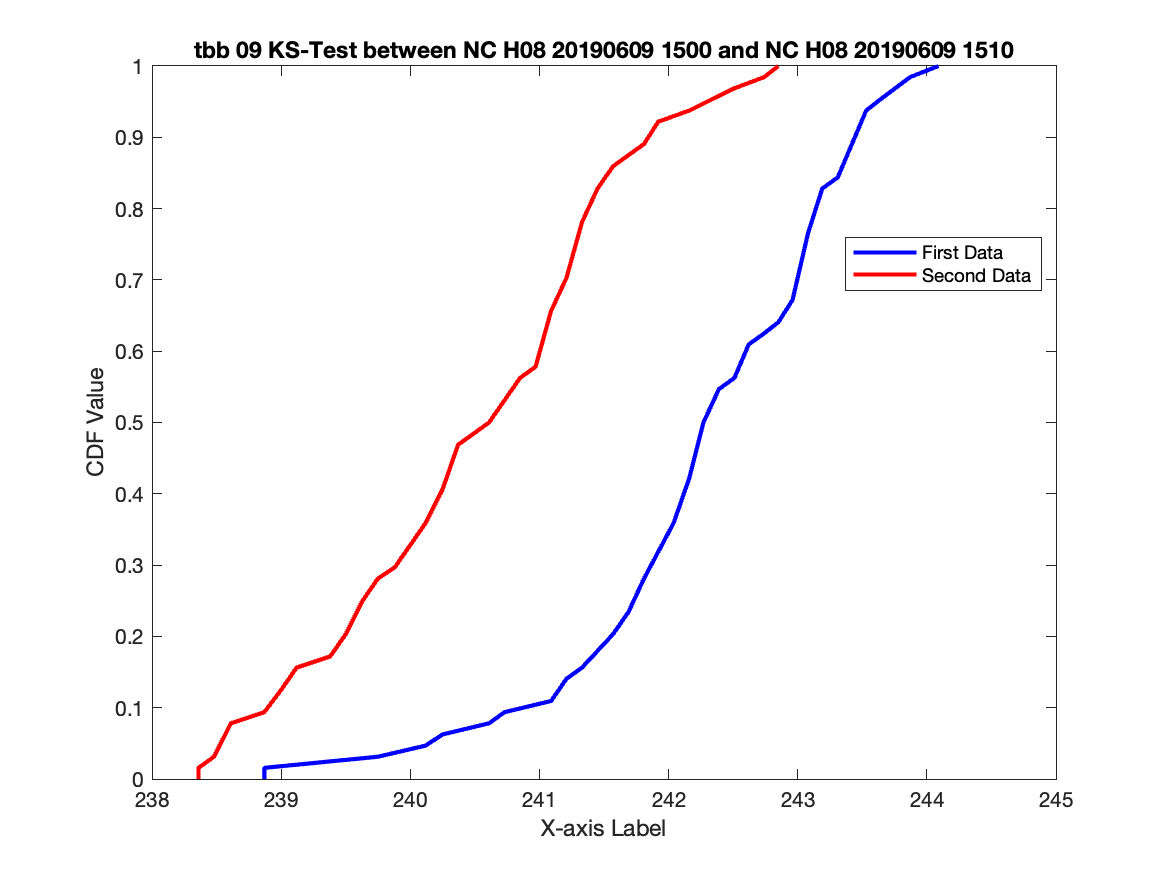 tbb 09 KS-Test between NC H08 20190609 1500 and NC H08 20190609 1510
1
0.9
0.8
0.7
0.6
0.5
0.4
0.3
0.2
0.1
0
CDF Value
First Data
Second Data
238 239 240 241 242 243 244 245
X-axis Label